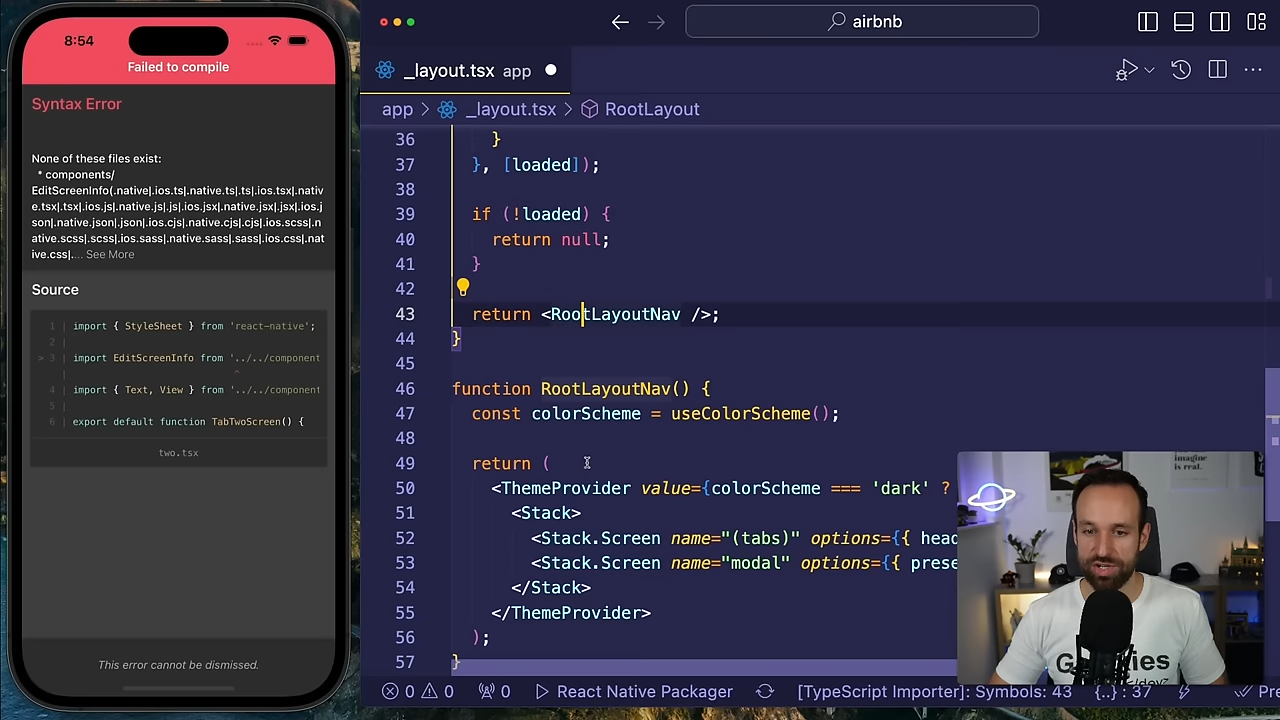 8:54
Failed to compile
Syntax Error
None of these files exist:
* components/
EditScreenInfo(.native|.ios.ts|.native.ts|.ts|.ios.tsx|.nativ
e.tsx|.tsx|.ios.js|.native.js|.js|.ios.jsx|.native.jsx|.jsx|.ios.j
son|.native.json|.json|.ios.cjs|.native.cjs|.cjs|.ios.scss|.n
ative.scss|.scss|.ios.sass|.native.sass|.sass|.ios.css|.nat
ive.css|.... See More
Source
1 | import { StyleSheet } from 'react-native';
2 |
> 3 | import EditScreenInfo from '../../component
| ^
4 | import { Text, View } from '../../component
5 |
6 | export default function TabTwoScreen() {
two.tsx
This error cannot be dismissed.
airbnb
_layout.tsx app
app > _layout.tsx > RootLayout
36 }
37 }, [loaded]);
38
39 if (!loaded) {
40 return null;
41 }
42
43 return <RootLayoutNav />;
44 }
45
46 function RootLayoutNav() {
47 const colorScheme = useColorScheme();
48
49 return (
50 <ThemeProvider value={colorScheme === 'dark' ?
51 <Stack>
52 <Stack.Screen name="(tabs)" options={{ head
53 <Stack.Screen name="modal" options={{ prese
54 </Stack>
55 </ThemeProvider>
56 );
57 }
imagine
is real.
0 0 0 React Native Packager [TypeScript Importer]: Symbols: 43 {..} : 37 Pre